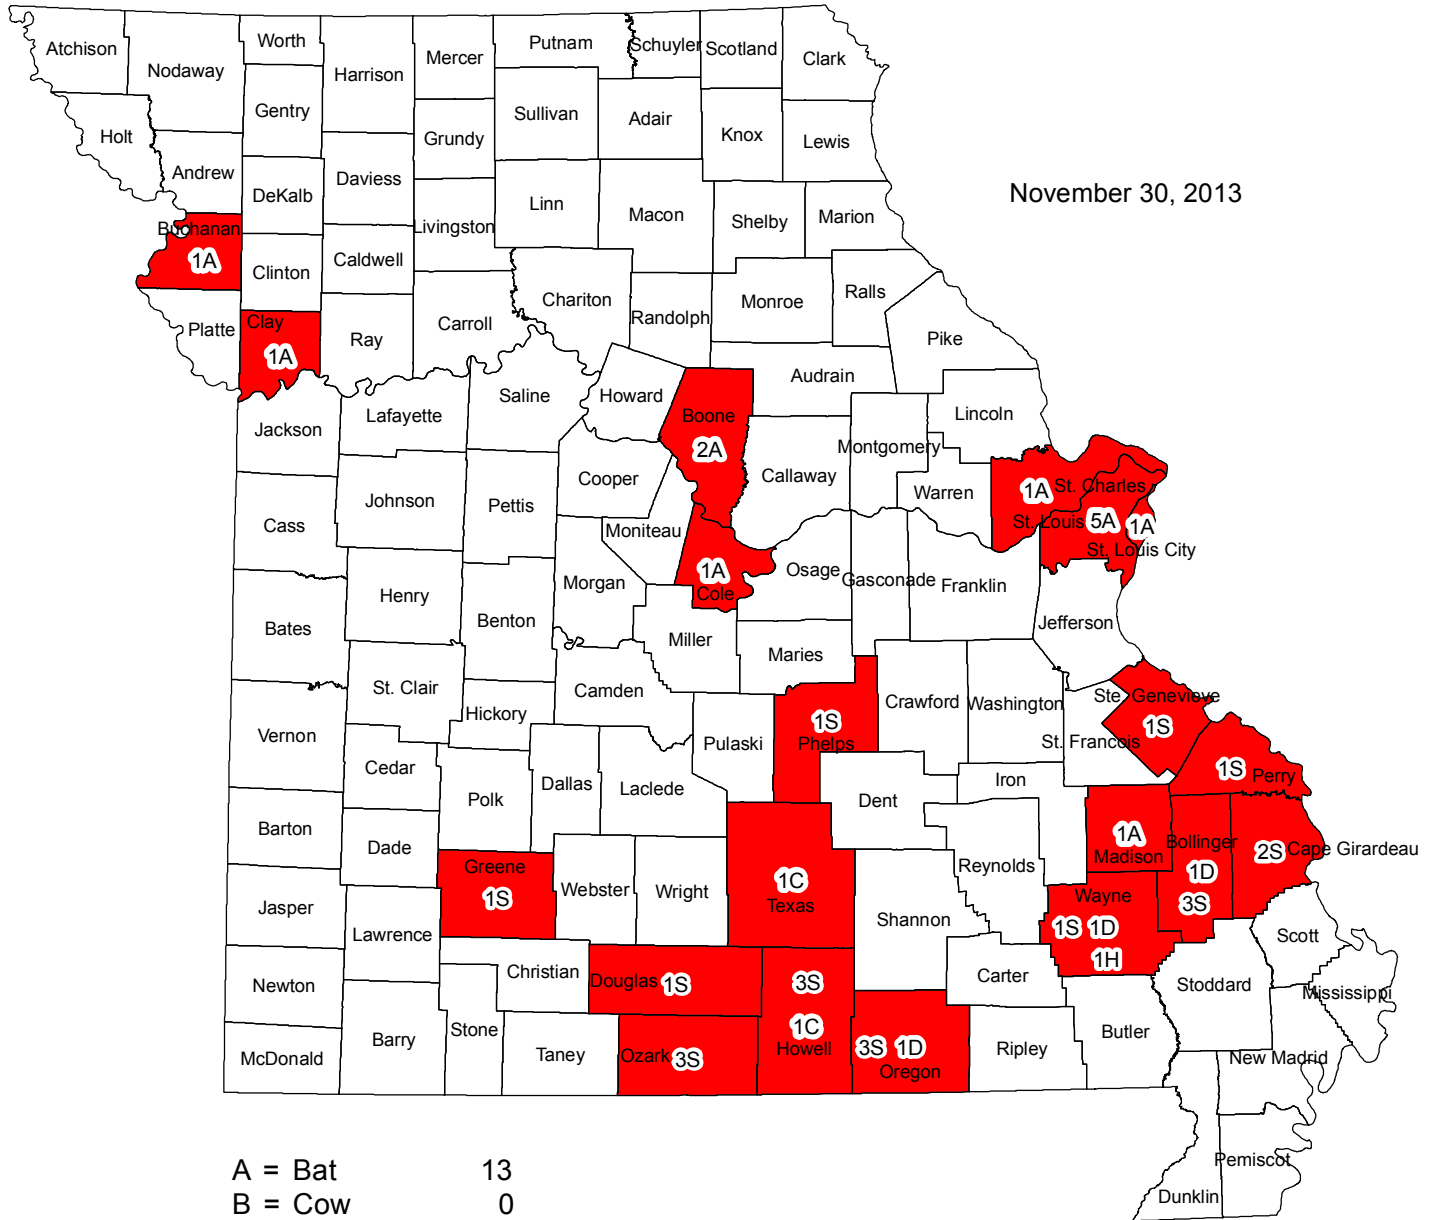 Atchison
Nodaway
Worth
Harrison
Mercer
Putnam
Schuyler
Scotland
Clark
Holt
Gentry
Grundy
Sullivan
Adair
Knox
Lewis
Andrew
DeKalb
Daviess
Linn
Macon
Shelby
Marion
November 30, 2013
Buchanan
1A
Clinton
Caldwell
Livingston
Chariton
Randolph
Monroe
Ralls
Platte
Clay
1A
Ray
Carroll
Pike
Jackson
Lafayette
Saline
Howard
Boone
2A
Audrain
Lincoln
Montgomery
Callaway
Warren
1A
St. Charles
St. Louis
5A
1A
St. Louis City
Cass
Johnson
Pettis
Cooper
Moniteau
1A
Cole
Osage
Gasconade
Franklin
Jefferson
Bates
Henry
Benton
Morgan
Miller
Maries
Vernon
St. Clair
Hickory
Camden
Pulaski
1S
Phelps
Crawford
Washington
Ste. Genevieve
1S
St. Francois
1S
Perry
Barton
Cedar
Polk
Dallas
Laclede
Dent
Iron
Dade
Greene
1S
Webster
Wright
1C
Texas
Reynolds
1A
Madison
Bollinger
1D
3S
2S
Cape Girardeau
Jasper
Lawrence
Shannon
Wayne
1S 1D
1H
Scott
Newton
Christian
Douglas
1S
3S
1C
Howell
Carter
Stoddard
Mississippi
McDonald
Barry
Stone
Taney
Ozark
3S
3S 1D
Oregon
Ripley
Butler
New Madrid
Pemiscot
Dunklin
A = Bat 13
B = Cow 0